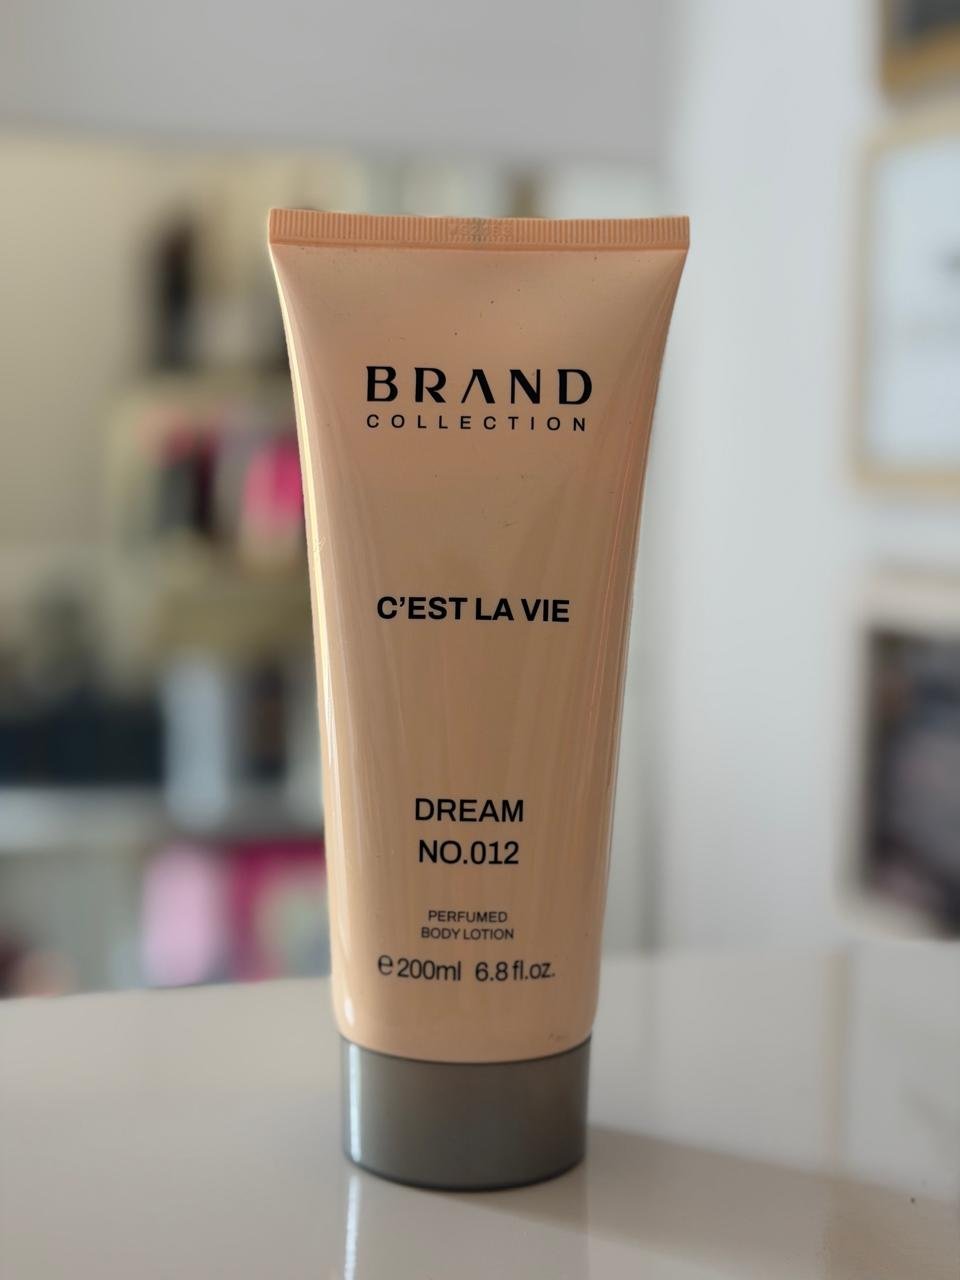 BRAND
COLLECTION
C'EST LA VIE
DREAM
NO.012
PERFUMED
BODY LOTION
℮200ml 6.8 fl.oz.